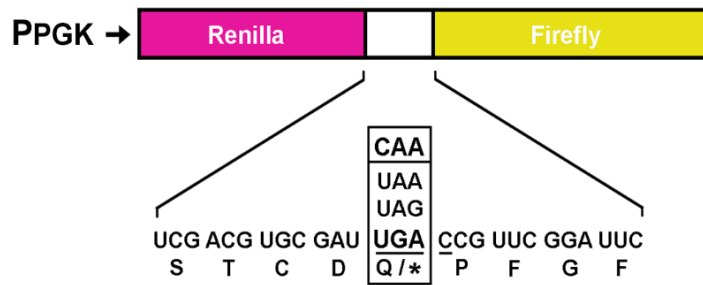 PPGK → Renilla Firefly
CAA
UAA
UAG
UCG ACG UGC GAU UGA CCG UUC GGA UUC
S T C D Q / * P F G F